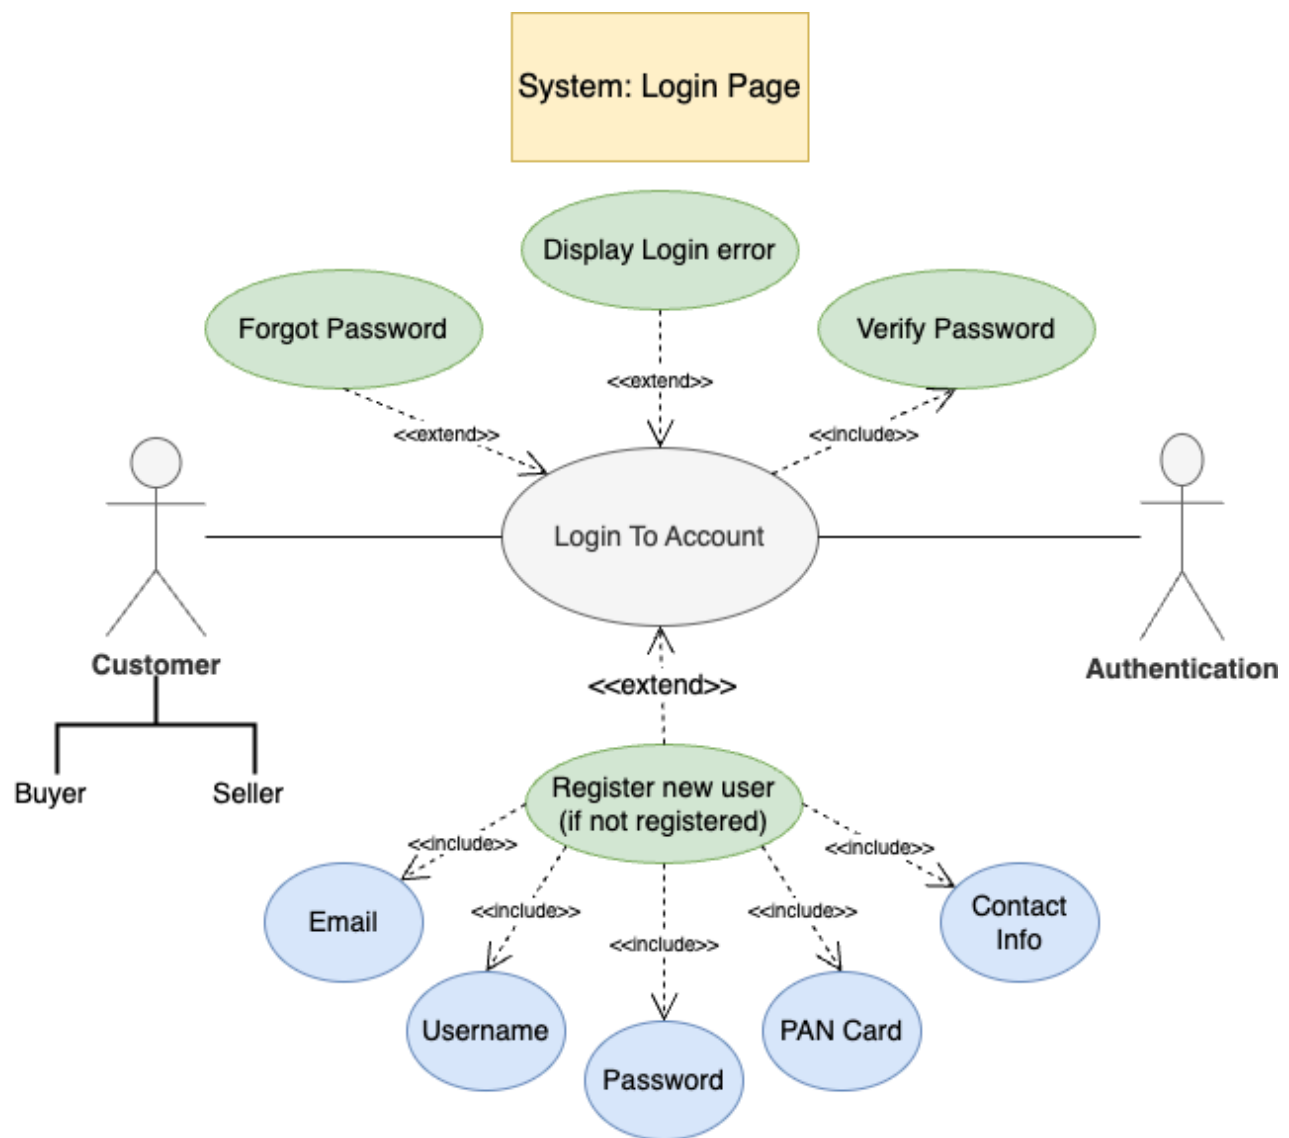 System: Login Page
Display Login error
Forgot Password
Verify Password
<<extend>>
<<extend>>
<<include>>
Login To Account
Customer
Authentication
<<extend>>
Buyer
Seller
Register new user
(if not registered)
<<include>>
<<include>>
<<include>>
<<include>>
<<include>>
Email
Contact
Info
Username
PAN Card
Password